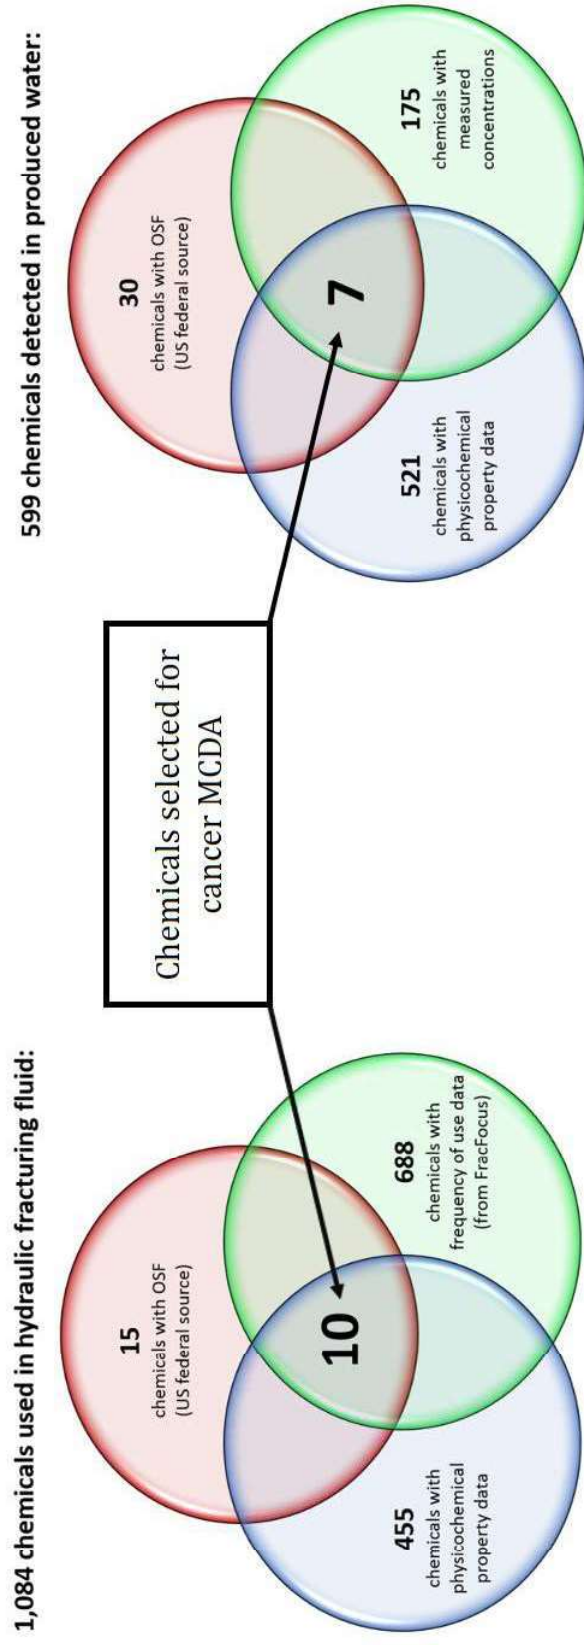 1,084 chemicals used in hydraulic fracturing fluid:
15
chemicals with OSF
(US federal source)
10
455
chemicals with
physicochemical
property data
688
chemicals with
frequency of use data
(from FracFocus)
Chemicals selected for
cancer MCDA
599 chemicals detected in produced water:
30
chemicals with OSF
(US federal source)
7
521
chemicals with
physicochemical
property data
175
chemicals with
measured
concentrations